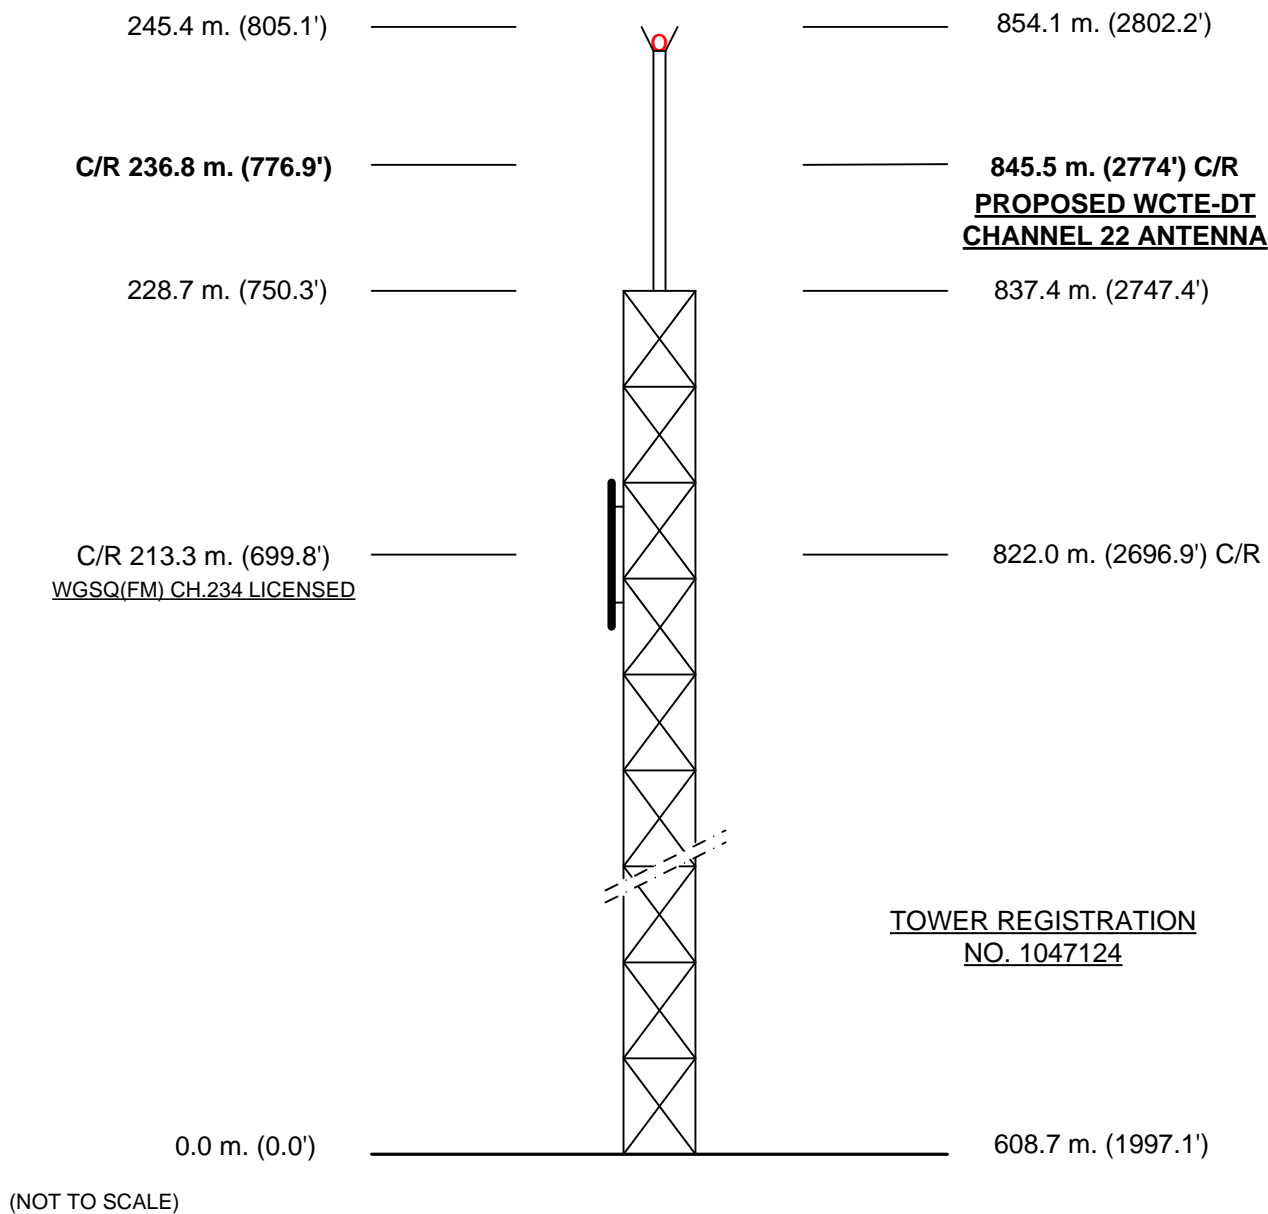 245.4 m. (805.1')
854.1 m. (2802.2')
O
C/R 236.8 m. (776.9')
845.5 m. (2774') C/R
PROPOSED WCTE-DT
CHANNEL 22 ANTENNA
228.7 m. (750.3')
837.4 m. (2747.4')
C/R 213.3 m. (699.8')
822.0 m. (2696.9') C/R
WGSQ(FM) CH.234 LICENSED
TOWER REGISTRATION
NO. 1047124
0.0 m. (0.0')
608.7 m. (1997.1')
(NOT TO SCALE)